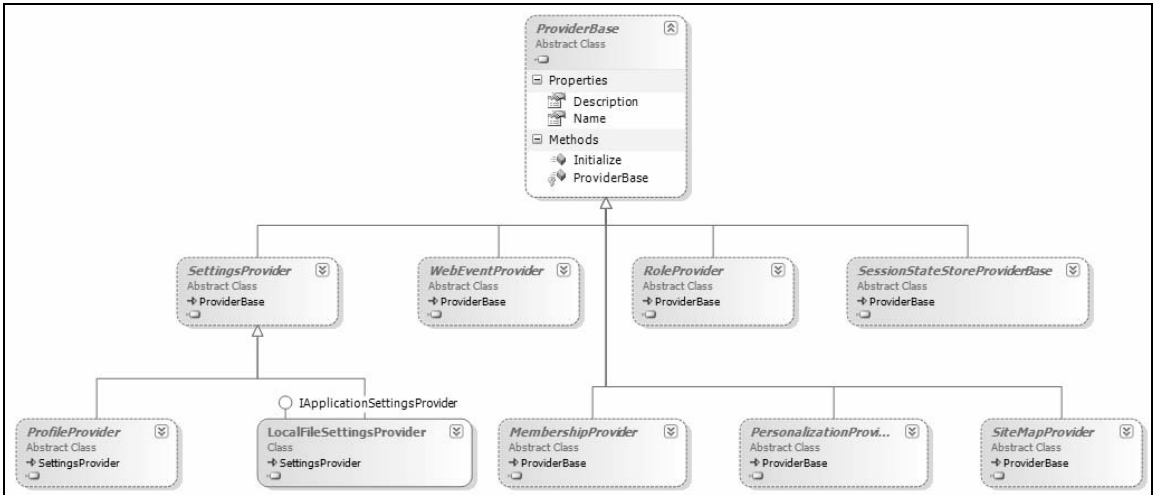 ProviderBase
Abstract Class
Properties
Description
Name
Methods
Initialize
ProviderBase
SettingsProvider
Abstract Class
ProviderBase
WebEventProvider
Abstract Class
ProviderBase
RoleProvider
Abstract Class
ProviderBase
SessionStateStoreProviderBase
Abstract Class
ProviderBase
IApplicationSettingsProvider
ProfileProvider
Abstract Class
SettingsProvider
LocalFileSettingsProvider
Class
SettingsProvider
MembershipProvider
Abstract Class
ProviderBase
PersonalizationProvi...
Abstract Class
ProviderBase
SiteMapProvider
Abstract Class
ProviderBase